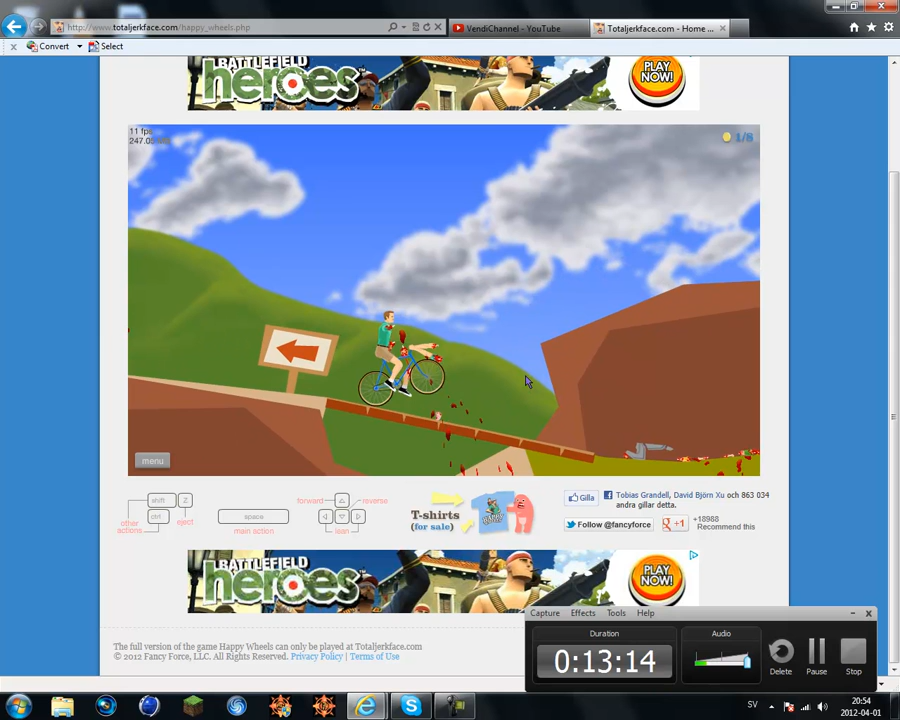 http://www.totaljerkface.com/happy_wheels.php
VendiChannel - YouTube
Totaljerkface.com - Home ...
Convert
Select
BATTLEFIELD
heroes
PLAY
NOW!
11 fps
1/8
menu
shift
Z
ctrl
eject
other
actions
space
main action
forward
reverse
lean
T-shirts
(for sale)
Gilla
Tobias Grandell, David Björn Xu och 863 034
andra gillar detta.
Follow @fancyforce
+1
+18988
Recommend this
BATTLEFIELD
heroes
PLAY
NOW!
The full version of the game Happy Wheels can only be played at Totaljerkface.com
© 2012 Fancy Force, LLC. All Rights Reserved. Privacy Policy | Terms of Use
Capture
Effects
Tools
Help
Duration
0:13:14
Audio
Delete
Pause
Stop
SV
20:54
2012-04-01